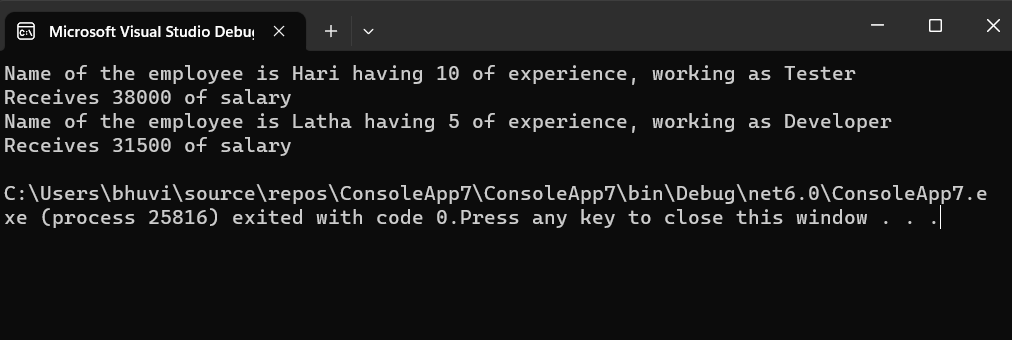 Microsoft Visual Studio Debu
Name of the employee is Hari having 10 of experience, working as Tester
Receives 38000 of salary
Name of the employee is Latha having 5 of experience, working as Developer
Receives 31500 of salary
C:\Users\bhuvi\source\repos\ConsoleApp7\ConsoleApp7\bin\Debug\net6.0\ConsoleApp7.e
xe (process 25816) exited with code 0.Press any key to close this window . . .